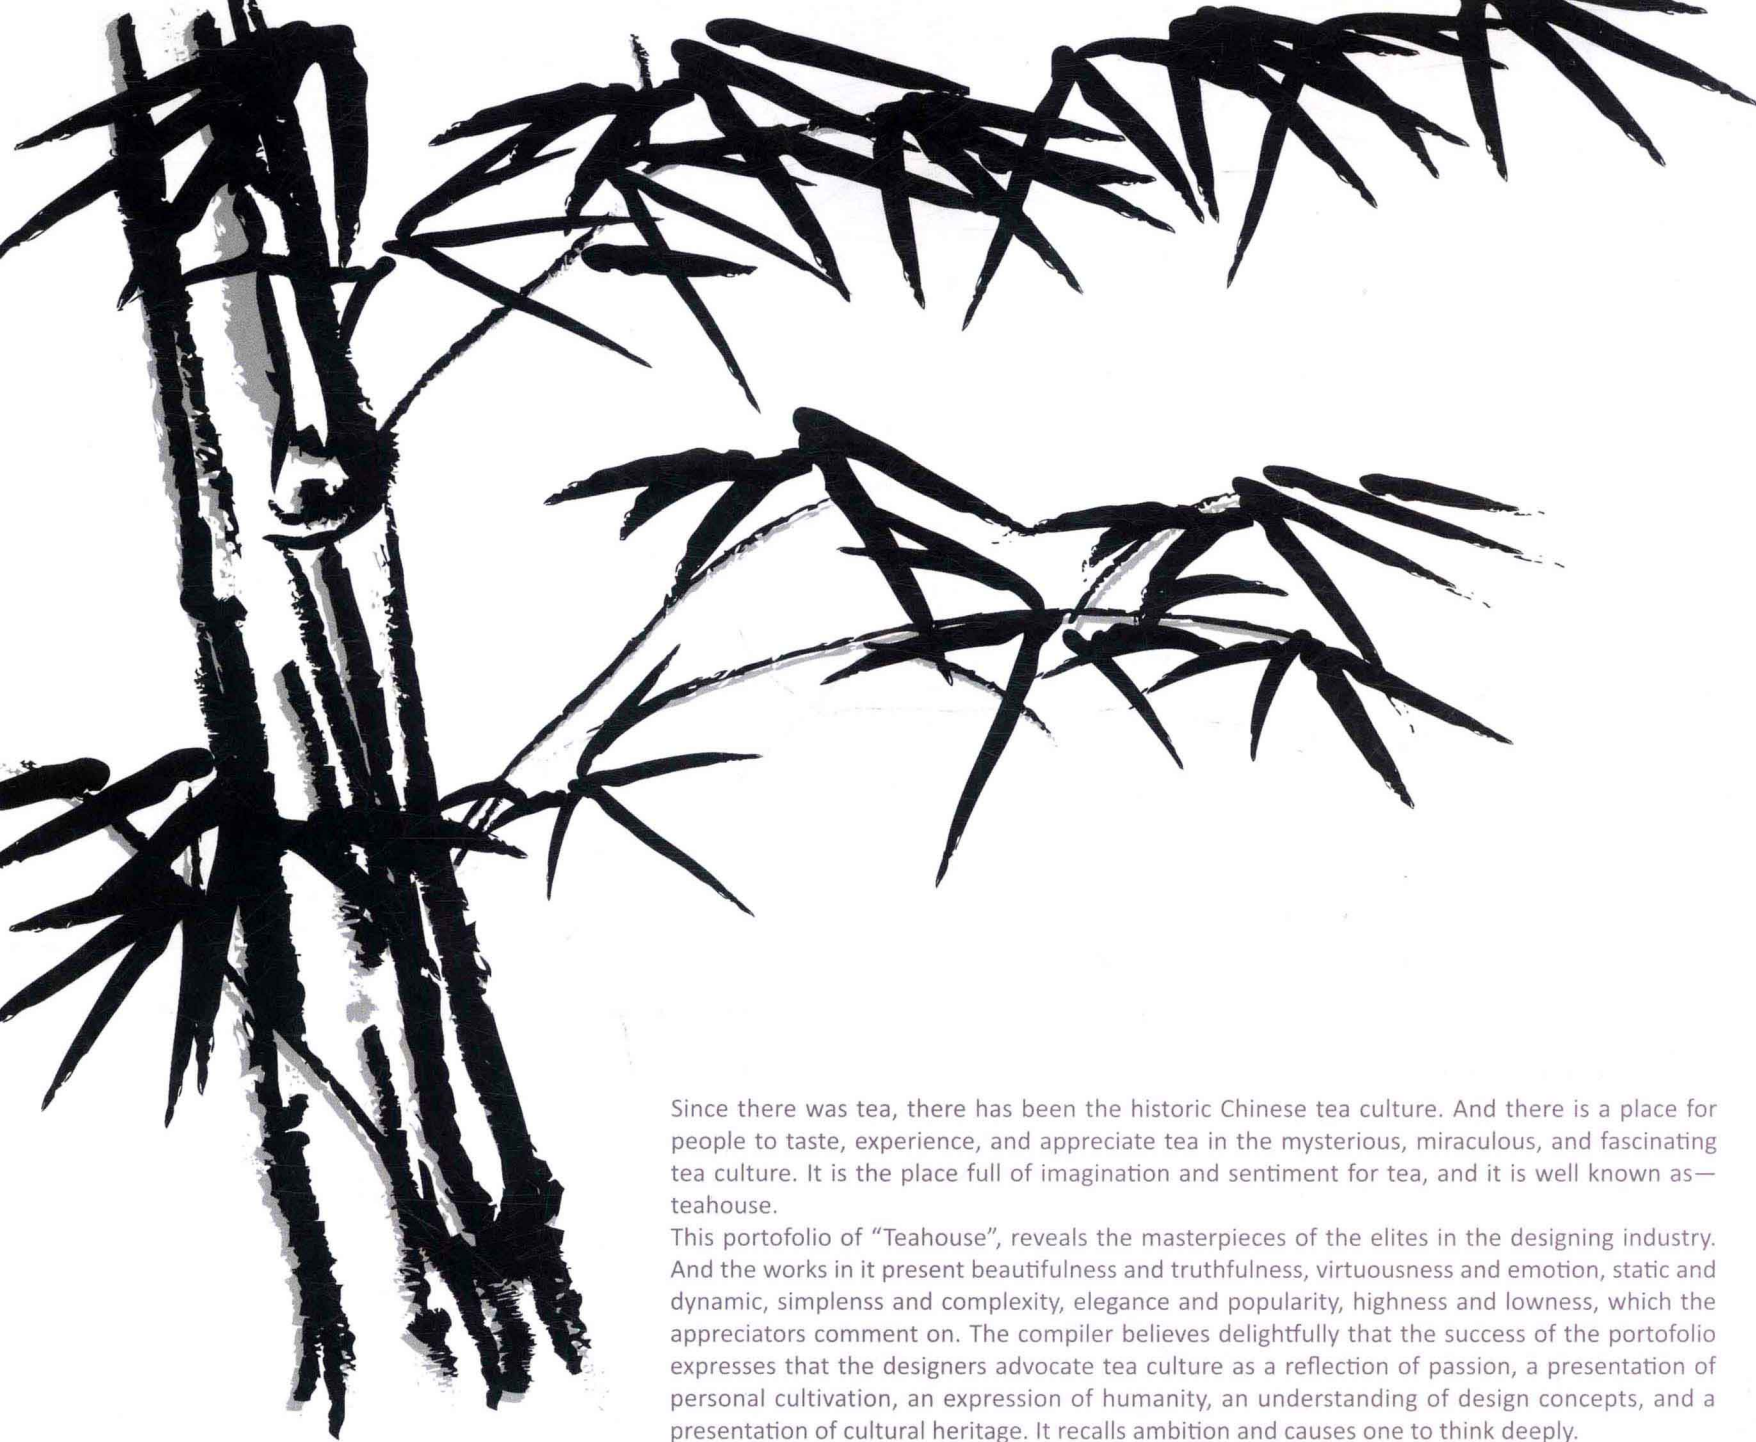 Since there was tea, there has been the historic Chinese tea culture. And there is a place for
people to taste, experience, and appreciate tea in the mysterious, miraculous, and fascinating
tea culture. It is the place full of imagination and sentiment for tea, and it is well known as—
teahouse.
This portofolio of “Teahouse”, reveals the masterpieces of the elites in the designing industry.
And the works in it present beautifulness and truthfulness, virtuousness and emotion, static and
dynamic, simplenss and complexity, elegance and popularity, highness and lowness, which the
appreciators comment on. The compiler believes delightfully that the success of the portofolio
expresses that the designers advocate tea culture as a reflection of passion, a presentation of
personal cultivation, an expression of humanity, an understanding of design concepts, and a
presentation of cultural heritage. It recalls ambition and causes one to think deeply.